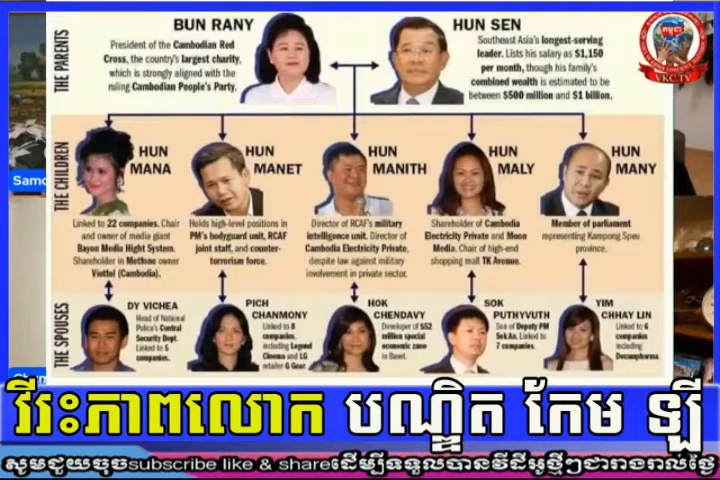 BUN RANY
President of the Cambodian Red
Cross, the country's largest charity,
which is strongly aligned with the
ruling Cambodian People's Party.
HUN SEN
Southeast Asia's longest-serving
leader. Lists his salary as $1,150
per month, though his family's
combined wealth is estimated to be
between $500 million and $1 billion.
VKC.TV
THE PARENTS
THE CHILDREN
HUN
MANA
Linked to 22 companies. Chair
and owner of media giant
Bayon Media Hight System.
Shareholder in Metfone owner
Viettel (Cambodia).
HUN
MANET
Holds high-level positions in
PM's bodyguard unit, RCAF
joint staff, and counter-
terrorism force.
HUN
MANITH
Director of RCAF's military
intelligence unit. Director of
Cambodia Electricity Private,
despite law against military
involvement in private sector.
HUN
MALY
Shareholder of Cambodia
Electricity Private and Moon
Media. Chair of high-end
shopping mall TK Avenue.
HUN
MANY
Member of parliament
representing Kampong Speu
province.
THE SPOUSES
DY VICHEA
Head of National
Police's Central
Security Dept.
Linked to 5
companies.
PICH
CHANMONY
Linked to 8
companies,
including Legend
Cinema and LG
retailer G Gear.
HOK
CHENDAVY
Developer of $52
million special
economic zone
in Bavet.
SOK
PUTHYVUTH
Son of Deputy PM
Sok An. Linked to
7 companies.
YIM
CHHAY LIN
Linked to 6
companies,
including
Decanpharma.
វីរះភាពលោក បណ្ឌិត កែម ឡី
សូមជួយចុចsubscribe like & shareដើម្បីទទួលបានវីដីអូថ្មីៗជារាងរាល់ថ្ងៃ